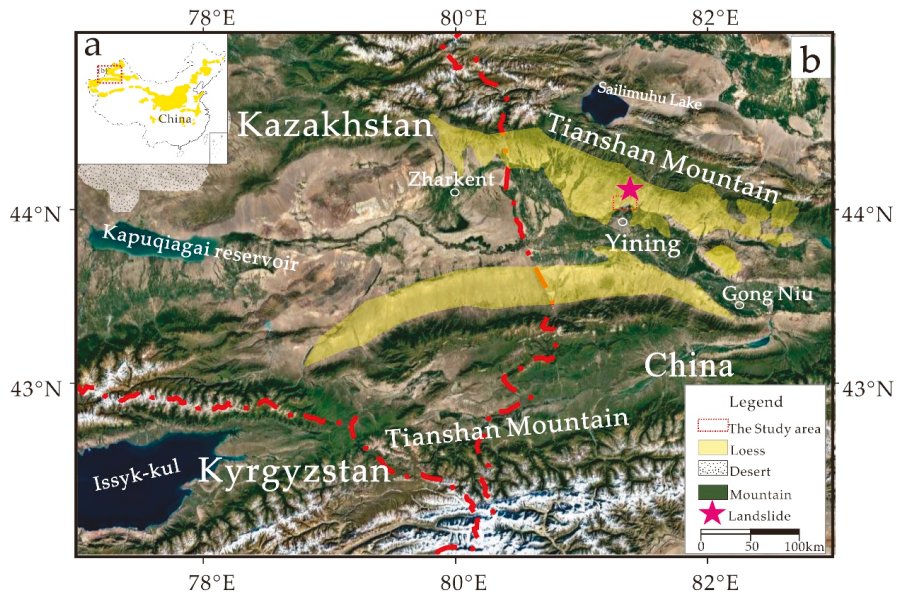 78°E
80°E
82°E
a
China
b
Sailimuhu Lake
Kazakhstan
Tianshan Mountain
Zharkent
44°N
44°N
Kapuqiagai reservoir
Yining
Gong Niu
China
43°N
43°N
Tianshan Mountain
Issyk-kul
Kyrgyzstan
Legend
The Study area
Loess
Desert
Mountain
Landslide
0 50 100km
78°E
80°E
82°E